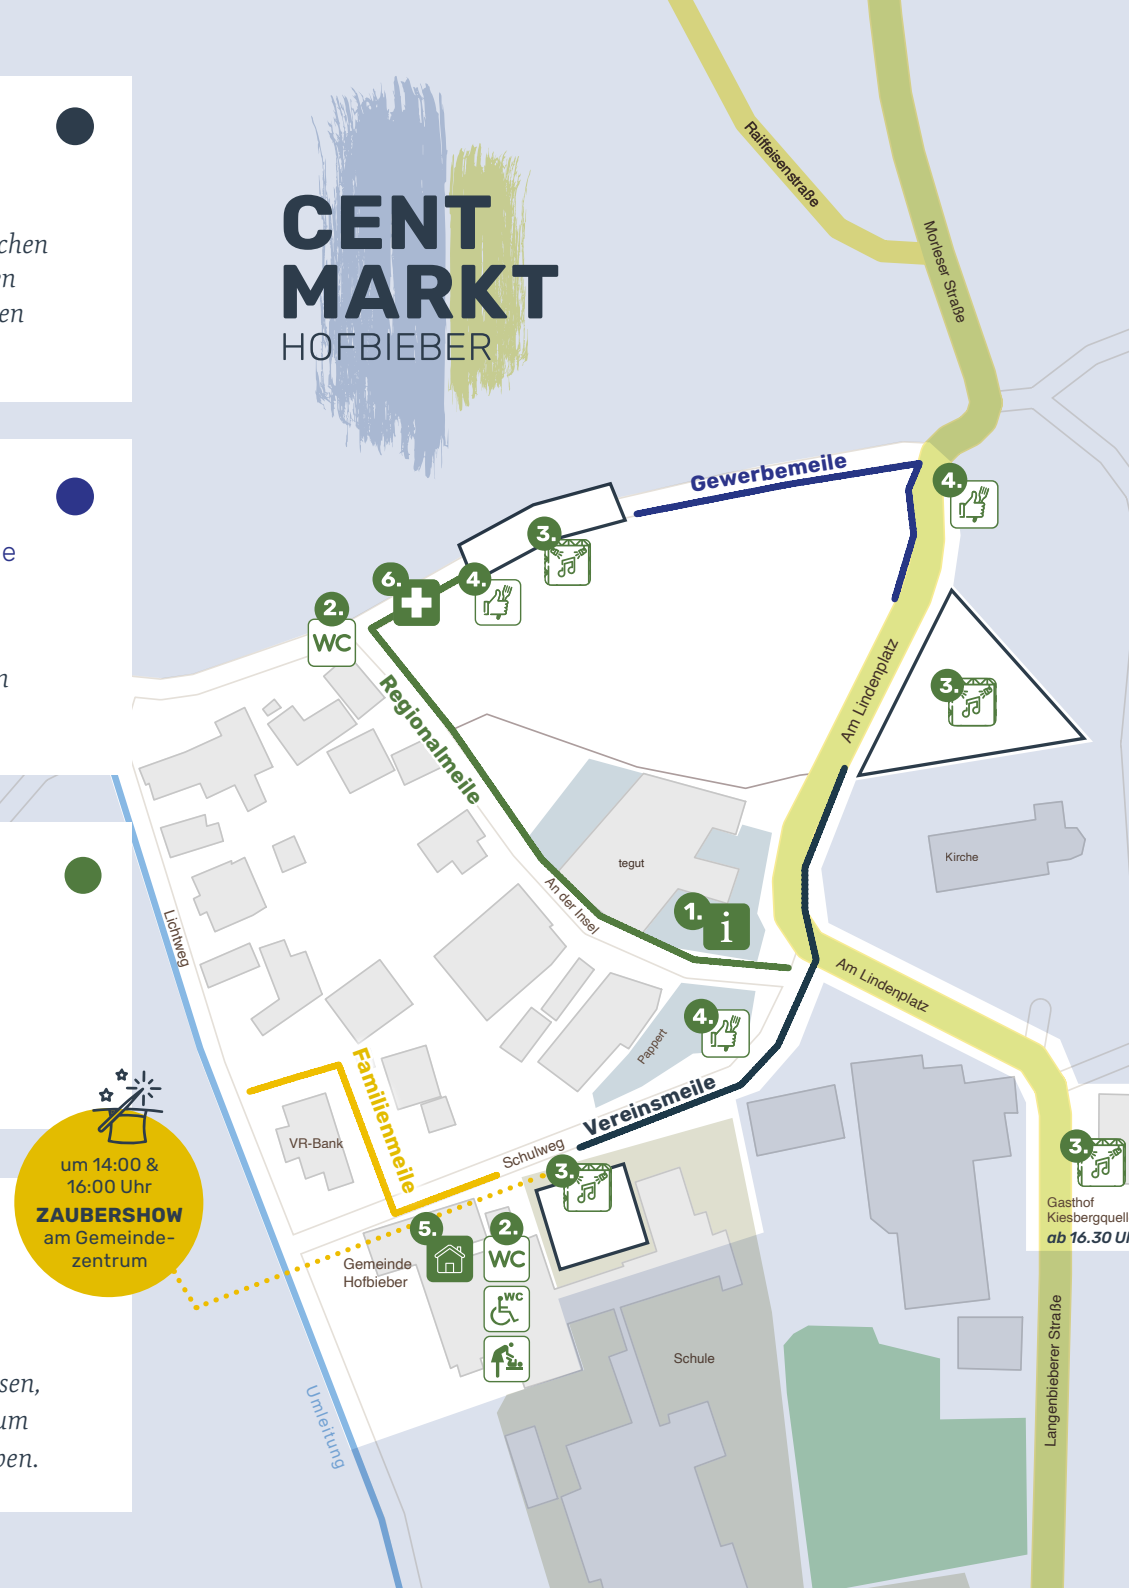 chen
en
en
e
n
sen,
um
ben.
CENT
MARKT
HOFBIEBER
Raiffeisenstraße
Morleser Straße
Gewerbemeile
4.
3.
6.
4.
2.
WC
Regionalmeile
Am Lindenplatz
3.
tegut
Kirche
An der Insel
1.
i
Lichtweg
Am Lindenplatz
4.
Pappert
Familienmeile
Vereinsmeile
VR-Bank
Schulweg
3.
3.
Gasthof
Kiesbergquell
ab 16.30 U
um 14:00 &
16:00 Uhr
ZAUBERSHOW
am Gemeinde-
zentrum
5.
2.
WC
Gemeinde
Hofbieber
WC
Schule
Langenbieberer Straße
Umleitung